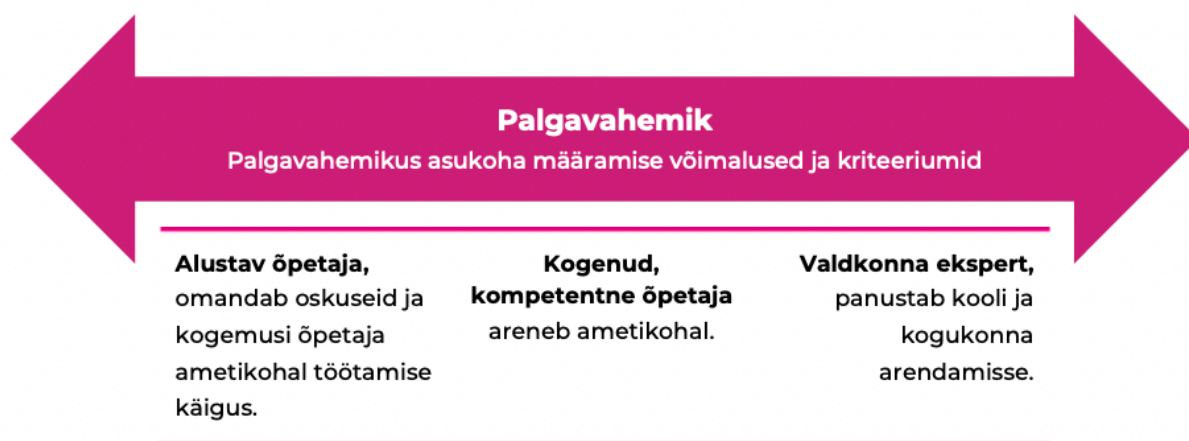 Palgavahemik
Palgavahemikus asukoha määramise võimalused ja kriteeriumid
Alustav õpetaja,
omandab oskuseid ja
kogemusi õpetaja
ametikohal töötamise
käigus.
Kogenud,
kompetentne õpetaja
areneb ametikohal.
Valdkonna ekspert,
panustab kooli ja
kogukonna
arendamisse.